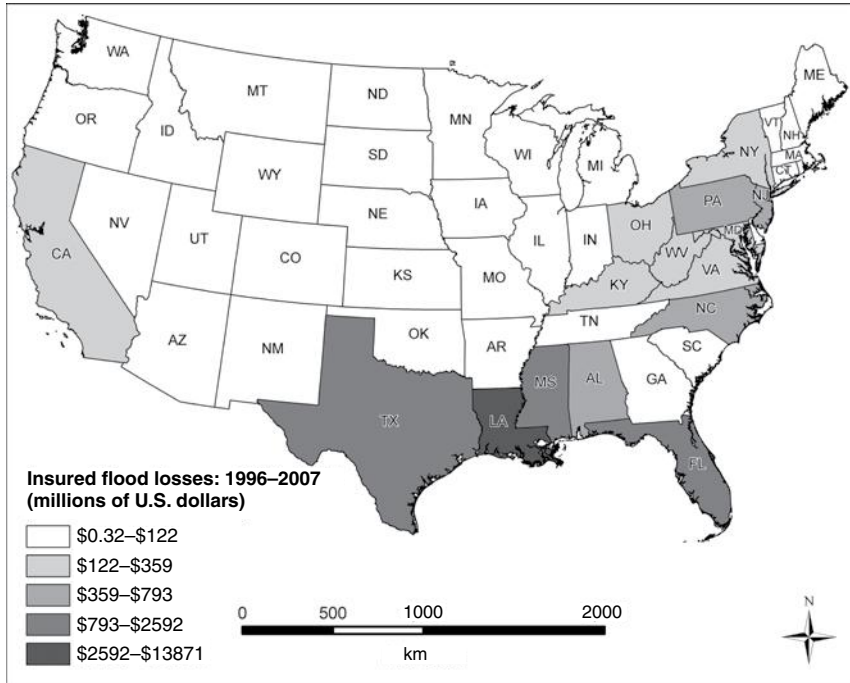 WA
ME
MT
ND
VT
MN
OR
NH
ID
WI
NY
MA
SD
MI
CT
WY
IA
PA
NJ
NE
NV
OH
MD
IL
IN
UT
CA
WV
CO
VA
KS
MO
KY
NC
TN
OK
AZ
AR
NM
SC
MS
AL
GA
TX
LA
FL
Insured flood losses: 1996–2007
(millions of U.S. dollars)
$0.32–$122
$122–$359
$359–$793
$793–$2592
$2592–$13871
0 500 1000 2000
km
N